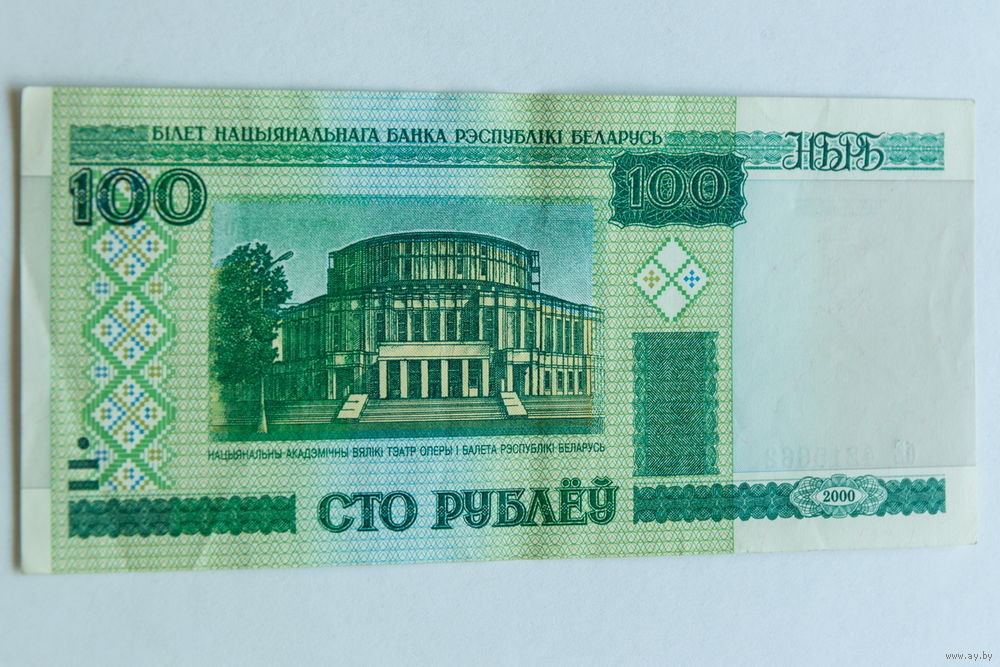 БІЛЕТ НАЦЫЯНАЛЬНАГА БАНКА РЭСПУБЛІКІ БЕЛАРУСЬ
НБРБ
100
100
НАЦЫЯНАЛЬНЫ АКАДЭМІЧНЫ ВЯЛІКІ ТЭАТР ОПЕРЫ І БАЛЕТА РЭСПУБЛІКІ БЕЛАРУСЬ
СТО РУБЛЁЎ
2000
www.ay.by